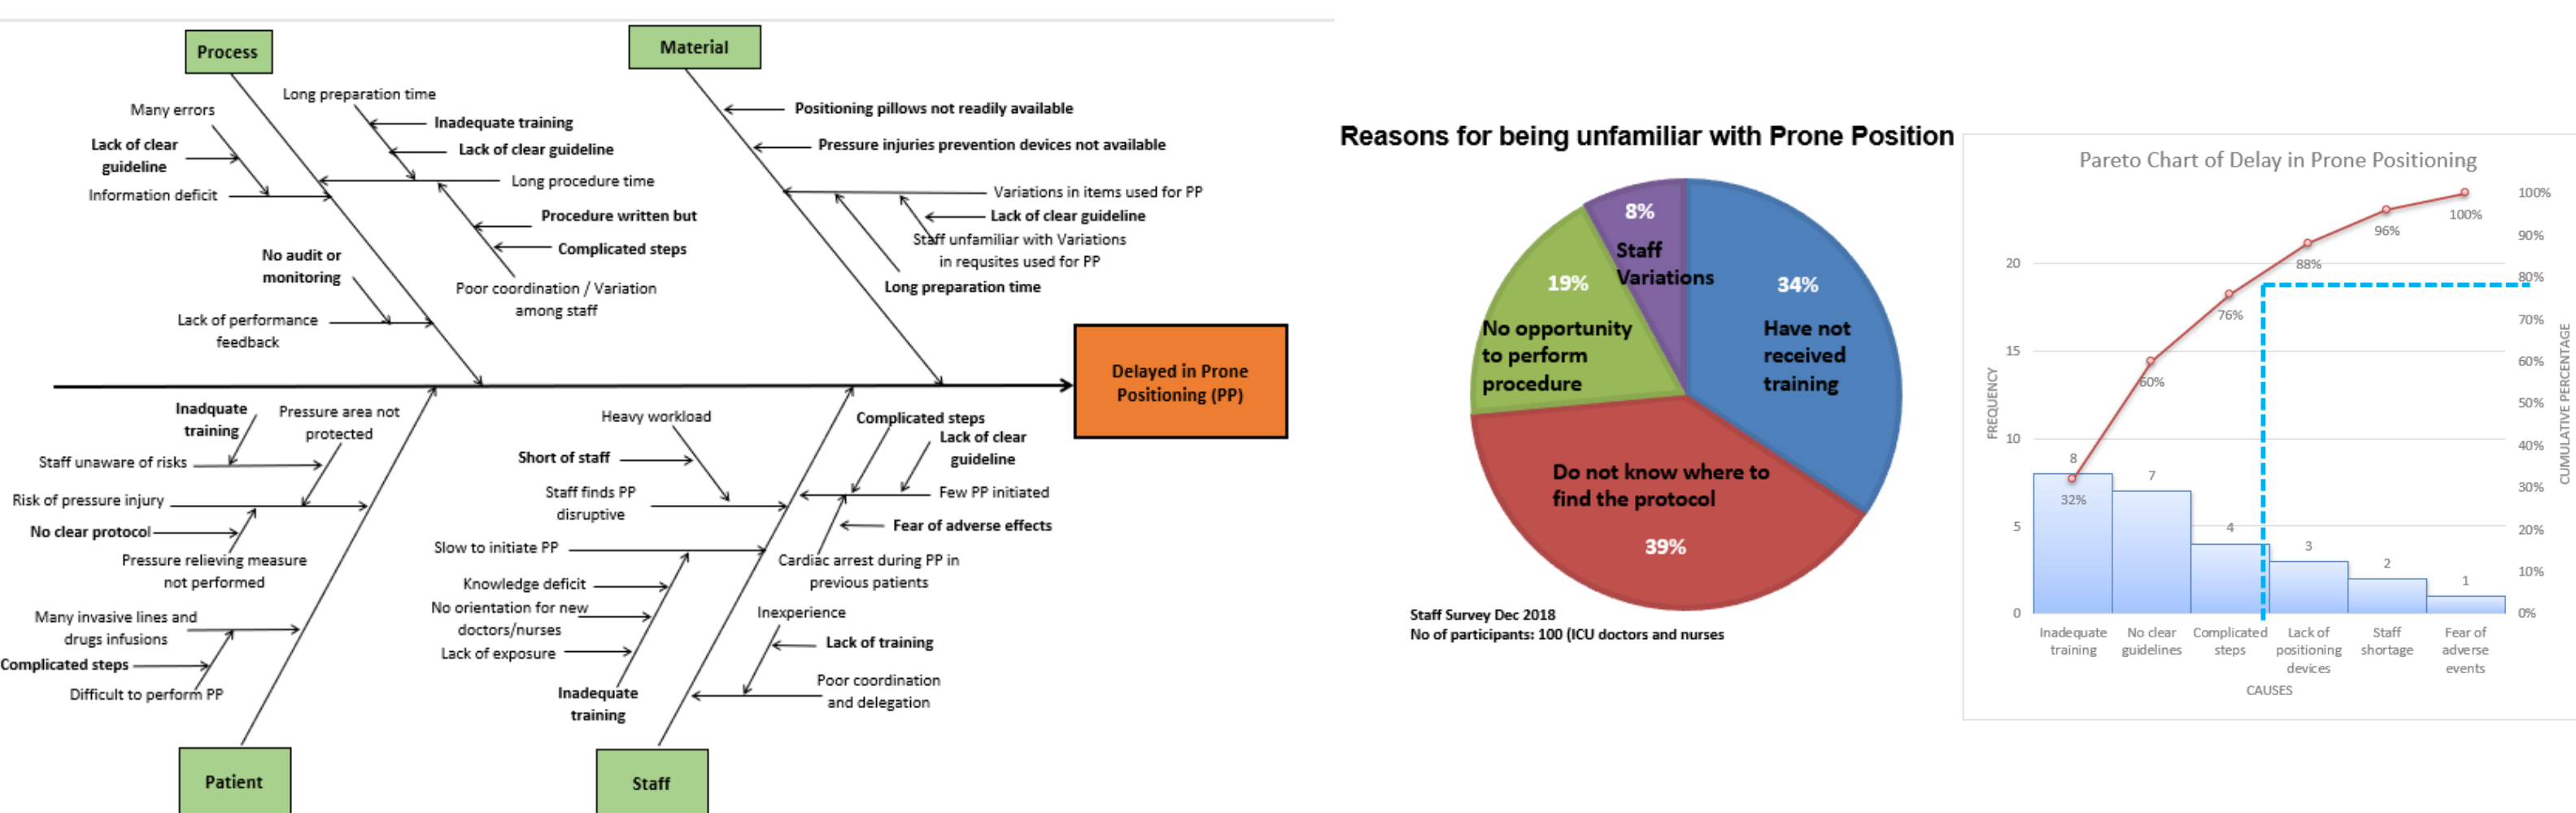 Process
Many errors
Lack of clear
guideline
Information deficit
Long preparation time
Inadequate training
Lack of clear guideline
Long procedure time
Procedure written but
Complicated steps
Poor coordination / Variation
among staff
No audit or
monitoring
Lack of performance
feedback
Material
Positioning pillows not readily available
Pressure injuries prevention devices not available
Variations in items used for PP
Lack of clear guideline
Staff unfamiliar with Variations
in requsites used for PP
Long preparation time
Delayed in Prone
Positioning (PP)
Inadquate
training
Pressure area not
protected
Staff unaware of risks
Risk of pressure injury
No clear protocol
Pressure relieving measure
not performed
Many invasive lines and
drugs infusions
Complicated steps
Difficult to perform PP
Patient
Heavy workload
Short of staff
Staff finds PP
disruptive
Slow to initiate PP
Knowledge deficit
No orientation for new
doctors/nurses
Lack of exposure
Inadequate
training
Complicated steps
Lack of clear
guideline
Few PP initiated
Fear of adverse effects
Cardiac arrest during PP in
previous patients
Inexperience
Lack of training
Poor coordination
and delegation
Staff
Reasons for being unfamiliar with Prone Position
8%
Staff
Variations
34%
Have not
received
training
19%
No opportunity
to perform
procedure
Do not know where to
find the protocol
39%
Staff Survey Dec 2018
No of participants: 100 (ICU doctors and nurses
Pareto Chart of Delay in Prone Positioning
FREQUENCY
20
15
10
5
0
8
7
4
3
2
1
32%
60%
76%
88%
96%
100%
100%
90%
80%
70%
60%
50%
40%
30%
20%
10%
0%
CUMULATIVE PERCENTAGE
Inadequate
training
No clear
guidelines
Complicated
steps
Lack of
positioning
devices
Staff
shortage
Fear of
adverse
events
CAUSES